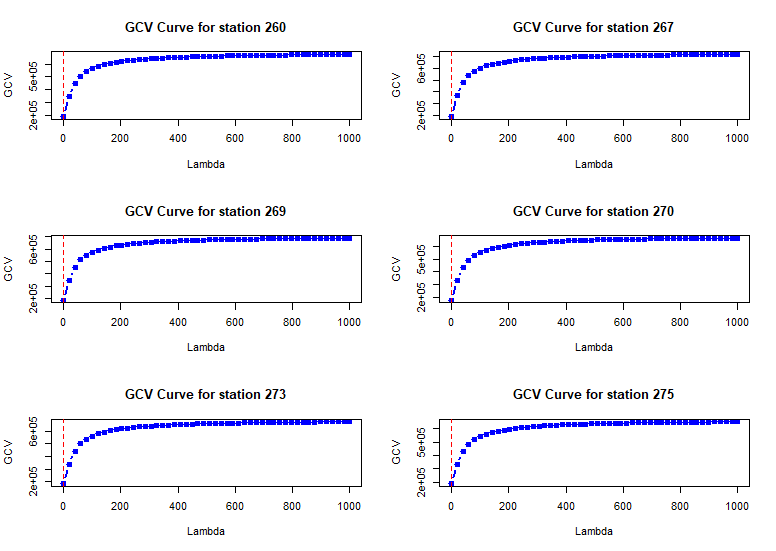 GCV Curve for station 260
GCV
5e+05
2e+05
0 200 400 600 800 1000
Lambda
GCV Curve for station 267
GCV
6e+05
2e+05
0 200 400 600 800 1000
Lambda
GCV Curve for station 269
GCV
6e+05
2e+05
0 200 400 600 800 1000
Lambda
GCV Curve for station 270
GCV
5e+05
2e+05
0 200 400 600 800 1000
Lambda
GCV Curve for station 273
GCV
6e+05
2e+05
0 200 400 600 800 1000
Lambda
GCV Curve for station 275
GCV
5e+05
2e+05
0 200 400 600 800 1000
Lambda